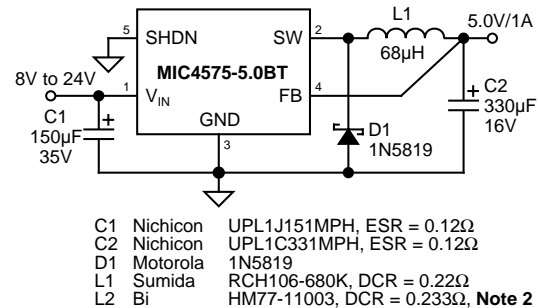 L1
5.0V/1A
5 SHDN SW 2
68µH
MIC4575-5.0BT
8V to 24V
1 VIN FB 4
C2
330µF
16V
C1
150µF
35V
GND
3
D1
1N5819
C1 Nichicon UPL1J151MPH, ESR = 0.12Ω
C2 Nichicon UPL1C331MPH, ESR = 0.12Ω
D1 Motorola 1N5819
L1 Sumida RCH106-680K, DCR = 0.22Ω
L2 Bi HM77-11003, DCR = 0.233Ω, Note 2